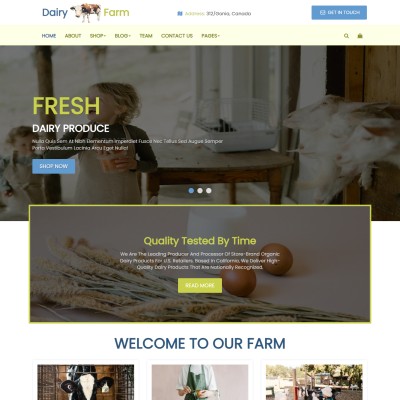 Dairy Farm
Address: 312/Gania, Canaala
GET IN TOUCH
HOME ABOUT SHOP BLOG TEAM CONTACT US PAGES
FRESH
DAIRY PRODUCE
Nulla Quis Sem At Nibh Elementum Imperdiet Fusce Nec Tellus Sed Augue Semper
Porta Vestibulum Lacinia Arcu Eget Nulla!
SHOP NOW
Quality Tested By Time
We Are The Leading Producer And Processor Of Store-Brand Organic
Dairy Products For U.S. Retailers. Based In California, We Deliver High-
Quality Dairy Products That Are Nationally Recognized.
READ MORE
WELCOME TO OUR FARM